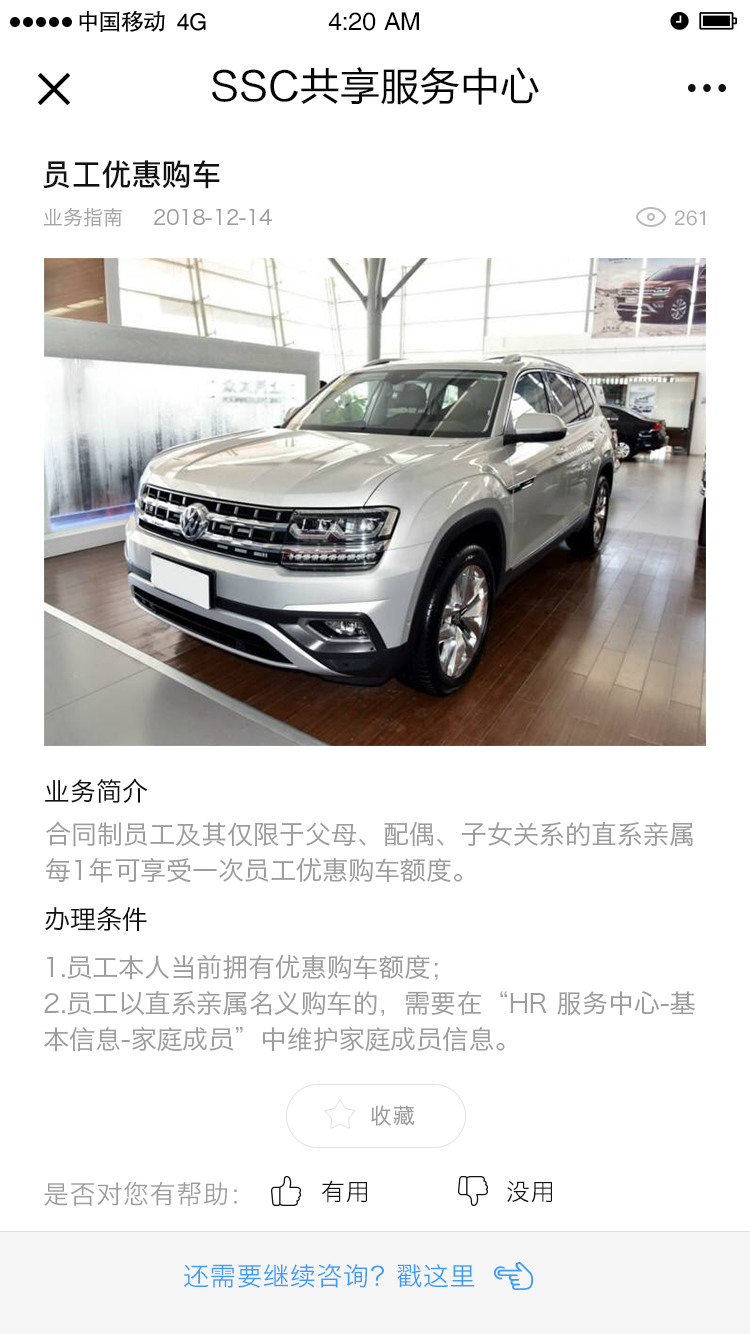 中国移动 4G 4:20 AM
SSC共享服务中心
员工优惠购车
业务指南 2018-12-14 261
业务简介
合同制员工及其仅限于父母、配偶、子女关系的直系亲属
每1年可享受一次员工优惠购车额度。
办理条件
1.员工本人当前拥有优惠购车额度；
2.员工以直系亲属名义购车的，需要在“HR 服务中心-基
本信息-家庭成员”中维护家庭成员信息。
收藏
是否对您有帮助： 有用 没用
还需要继续咨询？戳这里